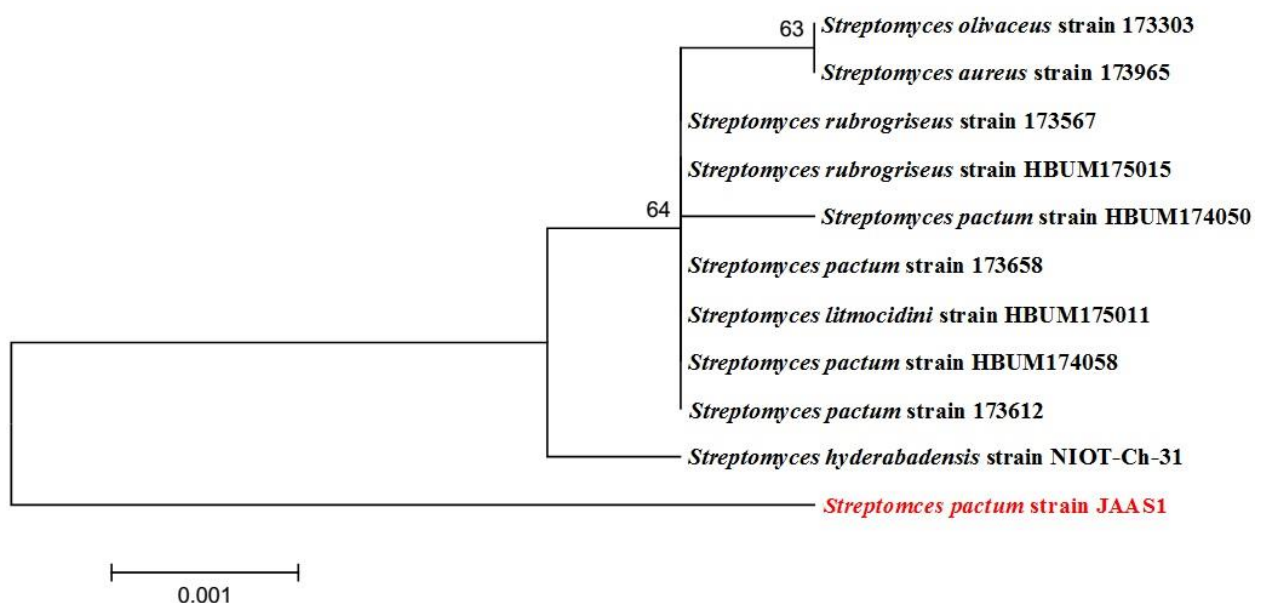 63
Streptomyces olivaceus strain 173303
Streptomyces aureus strain 173965
Streptomyces rubrogriseus strain 173567
Streptomyces rubrogriseus strain HBUM175015
64
Streptomyces pactum strain HBUM174050
Streptomyces pactum strain 173658
Streptomyces litmocidini strain HBUM175011
Streptomyces pactum strain HBUM174058
Streptomyces pactum strain 173612
Streptomyces hyderabadensis strain NIOT-Ch-31
Streptomces pactum strain JAAS1
0.001